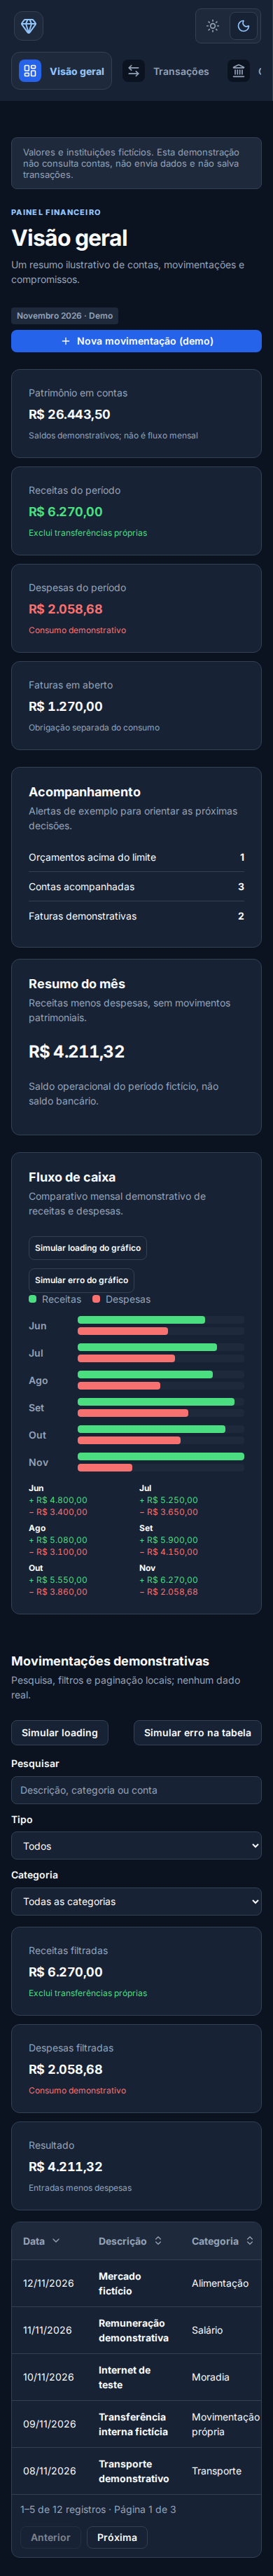 Visão geral
Transações
Valores e instituições fictícios. Esta demonstração
não consulta contas, não envia dados e não salva
transações.
PAINEL FINANCEIRO
Visão geral
Um resumo ilustrativo de contas, movimentações e
compromissos.
Novembro 2026 · Demo
+ Nova movimentação (demo)
Patrimônio em contas
R$ 26.443,50
Saldos demonstrativos; não é fluxo mensal
Receitas do período
R$ 6.270,00
Exclui transferências próprias
Despesas do período
R$ 2.058,68
Consumo demonstrativo
Faturas em aberto
R$ 1.270,00
Obrigação separada do consumo
Acompanhamento
Alertas de exemplo para orientar as próximas
decisões.
Orçamentos acima do limite 1
Contas acompanhadas 3
Faturas demonstrativas 2
Resumo do mês
Receitas menos despesas, sem movimentos
patrimoniais.
R$ 4.211,32
Saldo operacional do período fictício, não
saldo bancário.
Fluxo de caixa
Comparativo mensal demonstrativo de
receitas e despesas.
Simular loading do gráfico
Simular erro do gráfico
Receitas Despesas
Jun
Jul
Ago
Set
Out
Nov
Jun Jul
+ R$ 4.800,00 + R$ 5.250,00
− R$ 3.400,00 − R$ 3.650,00
Ago Set
+ R$ 5.080,00 + R$ 5.900,00
− R$ 3.100,00 − R$ 4.150,00
Out Nov
+ R$ 5.550,00 + R$ 6.270,00
− R$ 3.860,00 − R$ 2.058,68
Movimentações demonstrativas
Pesquisa, filtros e paginação locais; nenhum dado
real.
Simular loading Simular erro na tabela
Pesquisar
Descrição, categoria ou conta
Tipo
Todos
Categoria
Todas as categorias
Receitas filtradas
R$ 6.270,00
Exclui transferências próprias
Despesas filtradas
R$ 2.058,68
Consumo demonstrativo
Resultado
R$ 4.211,32
Entradas menos despesas
Data Descrição Categoria
12/11/2026 Mercado fictício Alimentação
11/11/2026 Remuneração demonstrativa Salário
10/11/2026 Internet de teste Moradia
09/11/2026 Transferência interna fictícia Movimentação própria
08/11/2026 Transporte demonstrativo Transporte
1–5 de 12 registros · Página 1 de 3
Anterior Próxima